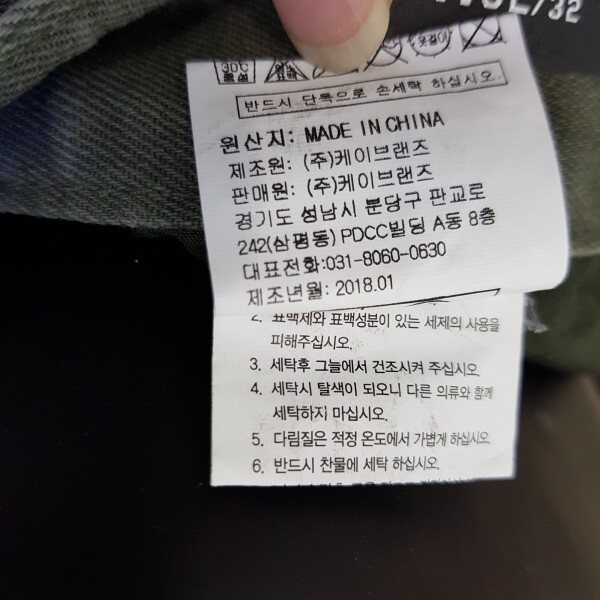 /32
30℃
중성
옷걸이
반드시 단독으로 손세탁 하십시오.
원산지: MADE IN CHINA
제조원: (주)케이브랜즈
판매원: (주)케이브랜즈
경기도 성남시 분당구 판교로
242(삼평동) PDCC빌딩 A동 8층
대표전화:031-8060-0630
제조년월: 2018.01
2. 표백제와 표백성분이 있는 세제의 사용을
피해주십시오.
3. 세탁후 그늘에서 건조시켜 주십시오.
4. 세탁시 탈색이 되오니 다른 의류와 함께
세탁하지 마십시오.
5. 다림질은 적정 온도에서 가볍게 하십시오.
6. 반드시 찬물에 세탁 하십시오.